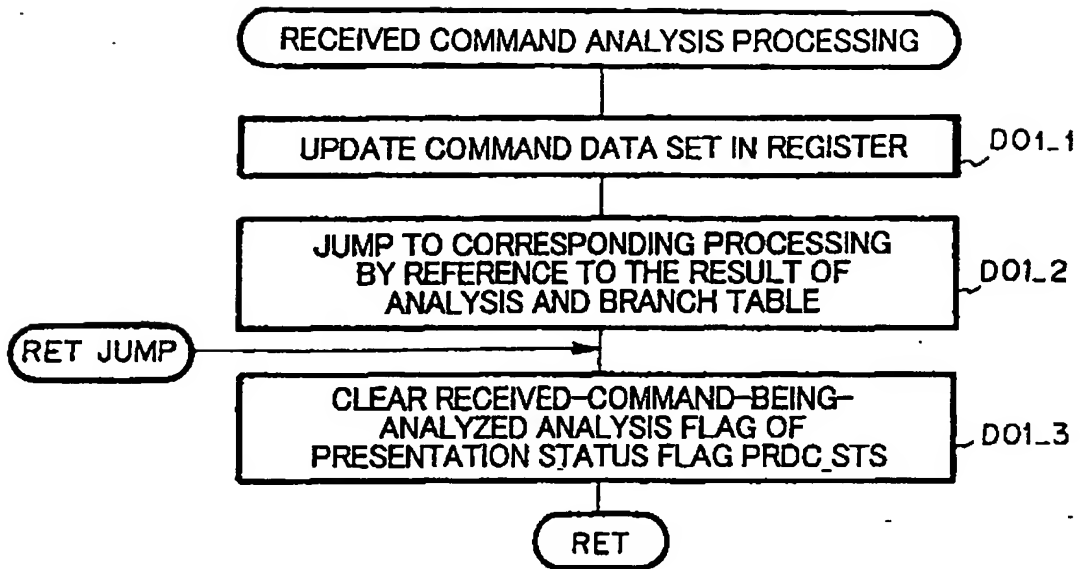 RECEIVED COMMAND ANALYSIS PROCESSING
UPDATE COMMAND DATA SET IN REGISTER
D01_1
JUMP TO CORRESPONDING PROCESSING
BY REFERENCE TO THE RESULT OF
ANALYSIS AND BRANCH TABLE
D01_2
RET JUMP
CLEAR RECEIVED-COMMAND-BEING-
ANALYZED ANALYSIS FLAG OF
PRESENTATION STATUS FLAG PRDC_STS
D01_3
RET